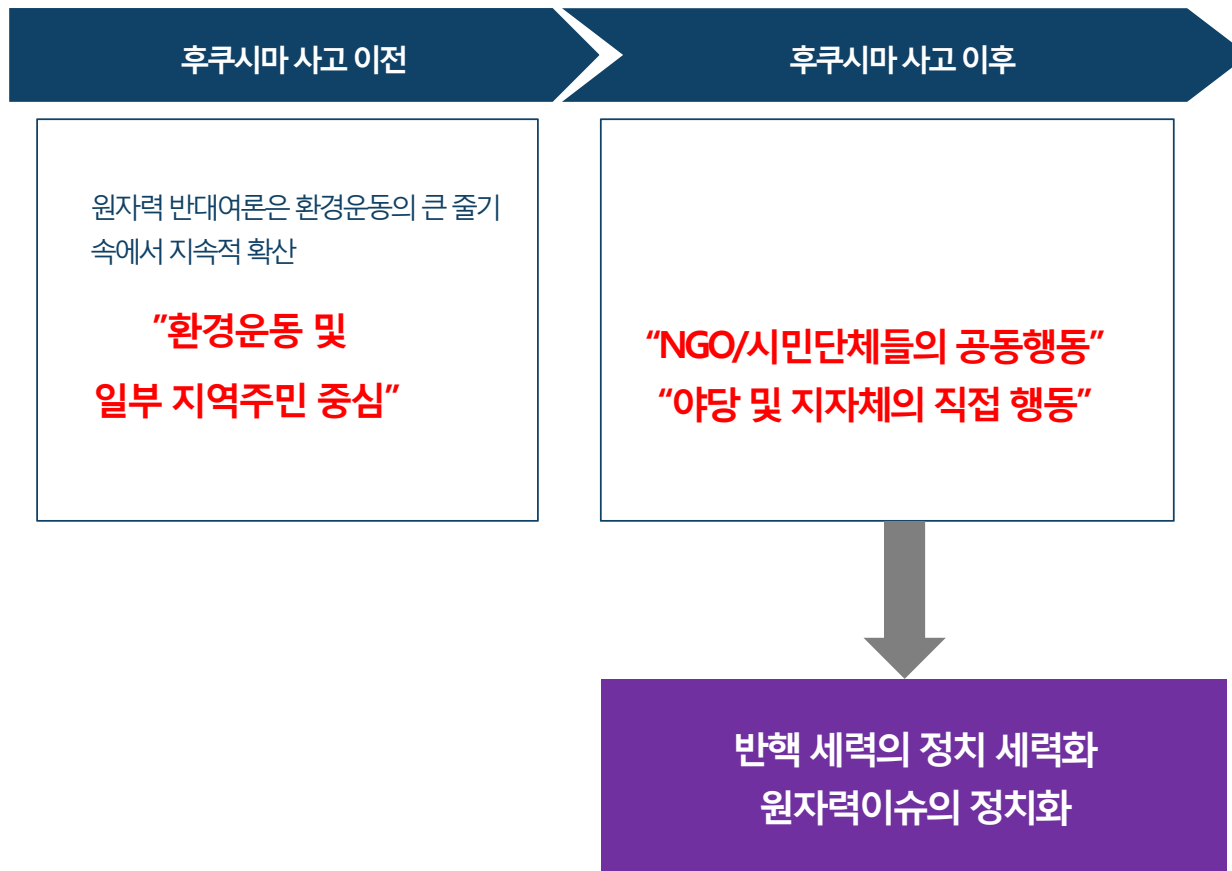 후쿠시마 사고 이전
후쿠시마 사고 이후
원자력 반대여론은 환경운동의 큰 줄기
속에서 지속적 확산
”환경운동 및
일부 지역주민 중심”
“NGO/시민단체들의 공동행동”
“야당 및 지자체의 직접 행동”
반핵 세력의 정치 세력화
원자력이슈의 정치화